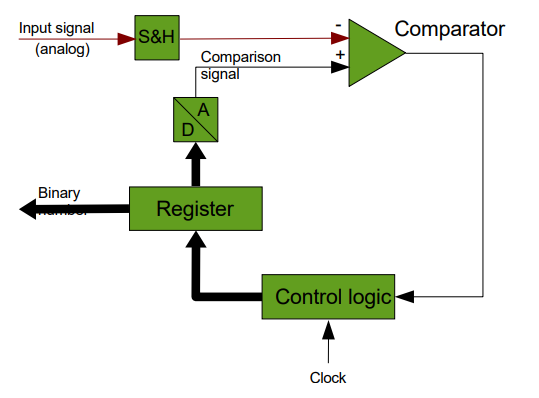 Input signal
(analog)
S&H
-
+
Comparator
Comparison
signal
A
D
Binary
number
Register
Control logic
Clock